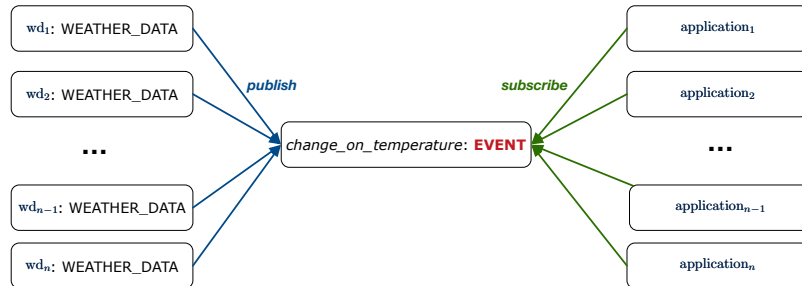 wd₁: WEATHER_DATA
application₁
wd₂: WEATHER_DATA
publish
subscribe
application₂
...
change_on_temperature: EVENT
...
wdₙ₋₁: WEATHER_DATA
applicationₙ₋₁
wdₙ: WEATHER_DATA
applicationₙ